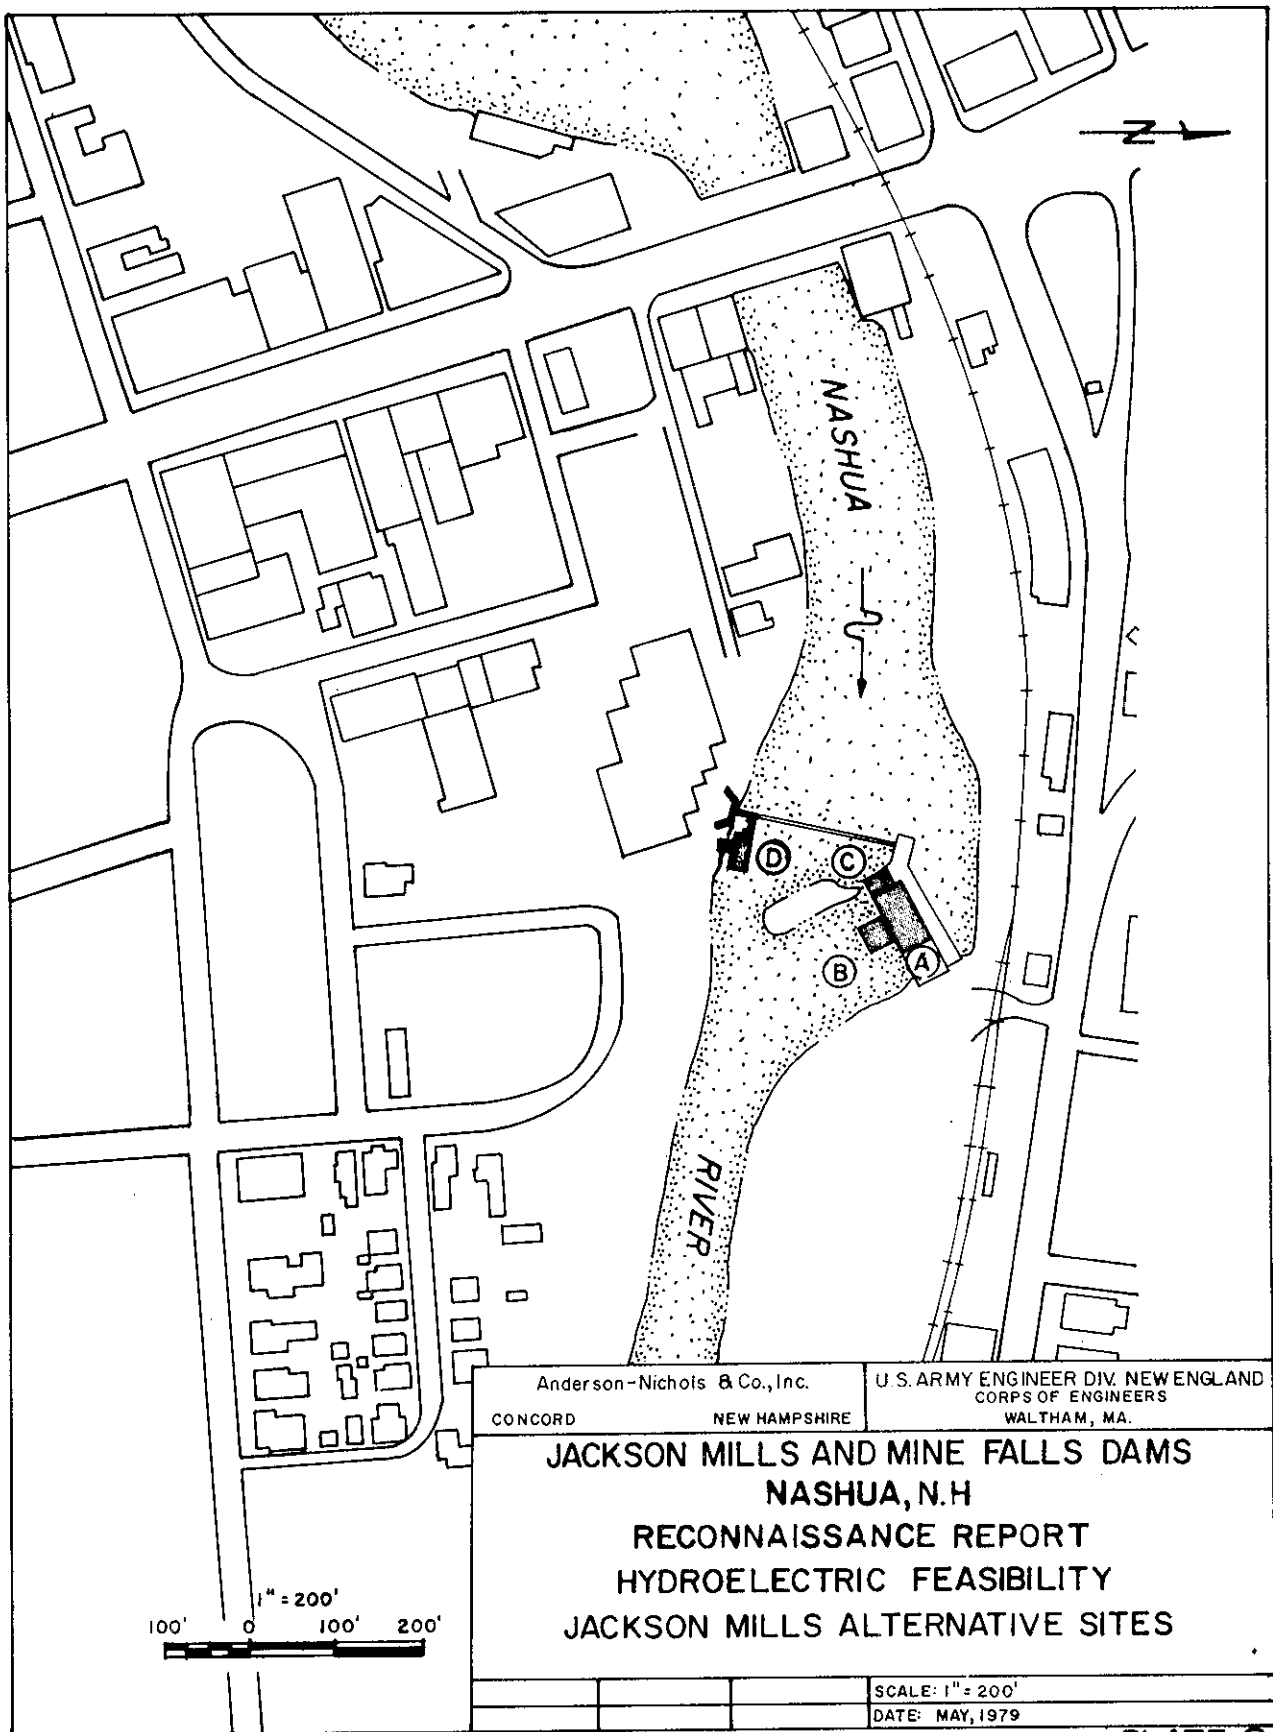 N
NASHUA
D
C
B
A
RIVER
1" = 200'
100' 0 100' 200'
Anderson-Nichols & Co., Inc.
CONCORD NEW HAMPSHIRE
U.S. ARMY ENGINEER DIV. NEW ENGLAND
CORPS OF ENGINEERS
WALTHAM, MA.
JACKSON MILLS AND MINE FALLS DAMS
NASHUA, N.H
RECONNAISSANCE REPORT
HYDROELECTRIC FEASIBILITY
JACKSON MILLS ALTERNATIVE SITES
SCALE: 1" = 200'
DATE: MAY, 1979